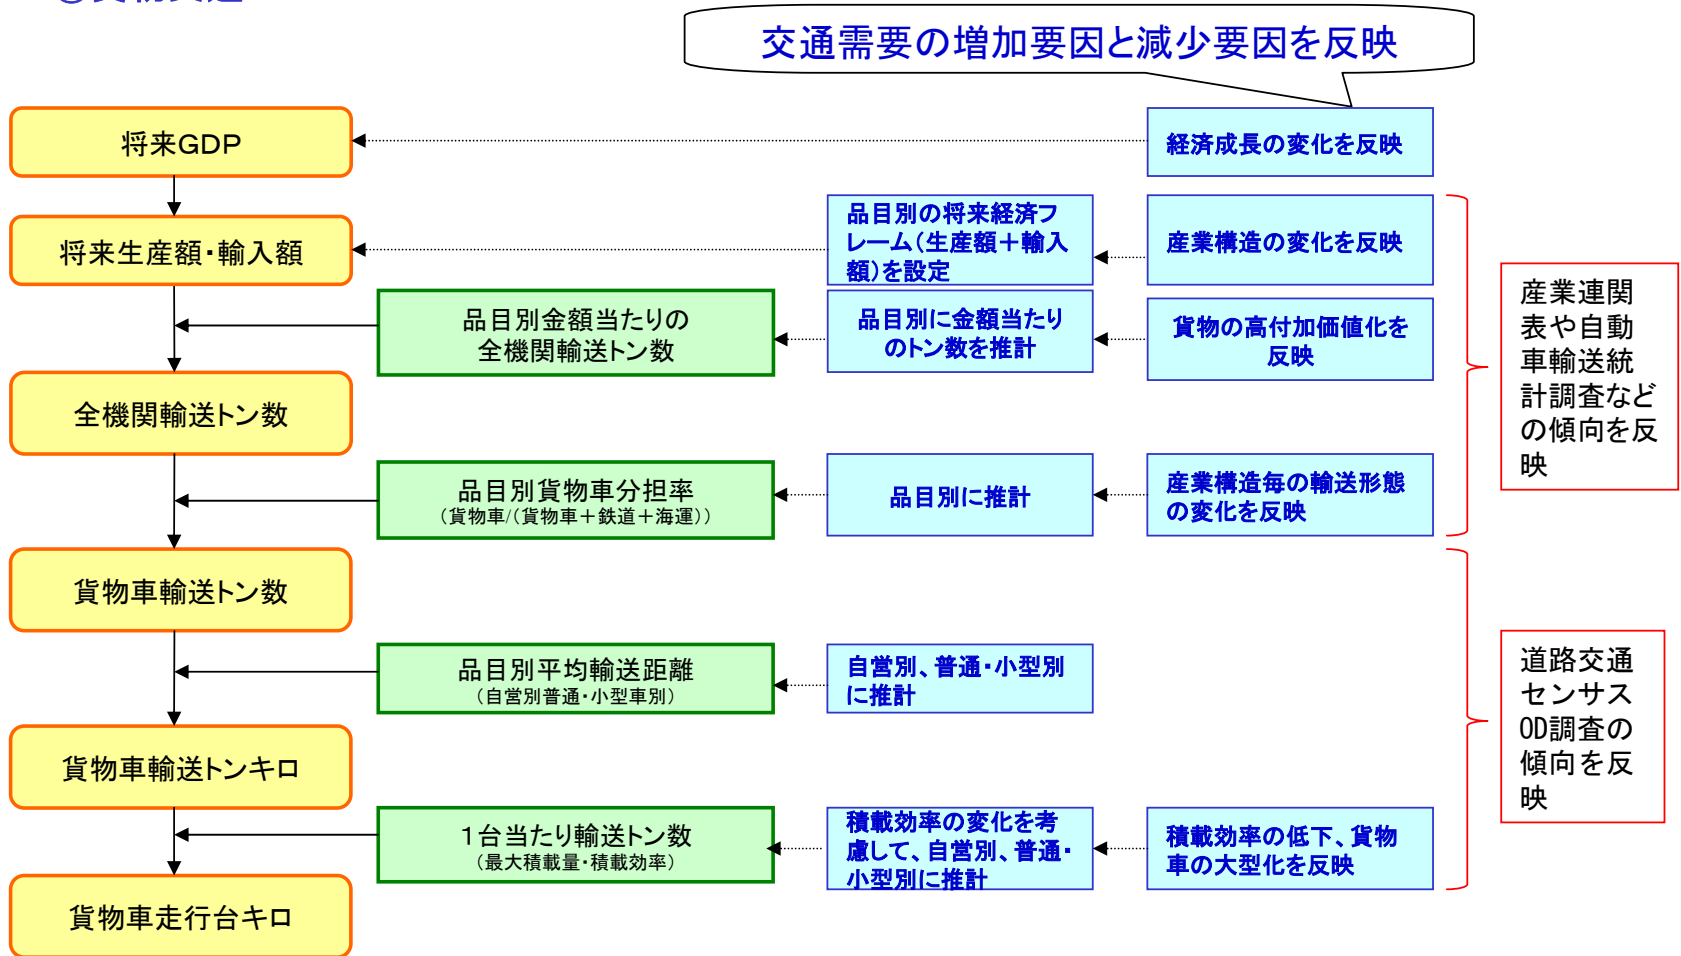 交通需要の増加要因と減少要因を反映
将来GDP
経済成長の変化を反映
将来生産額・輸入額
品目別の将来経済フ
レーム(生産額＋輸入
額)を設定
産業構造の変化を反映
品目別金額当たりの
全機関輸送トン数
品目別に金額当たり
のトン数を推計
貨物の高付加価値化を
反映
全機関輸送トン数
品目別貨物車分担率
(貨物車/(貨物車＋鉄道＋海運))
品目別に推計
産業構造毎の輸送形態
の変化を反映
産業連関
表や自動
車輸送統
計調査など
の傾向を反
映
貨物車輸送トン数
品目別平均輸送距離
(自営別普通・小型車別)
自営別、普通・小型別
に推計
貨物車輸送トンキロ
1台当たり輸送トン数
(最大積載量・積載効率)
積載効率の変化を考
慮して、自営別、普通・
小型別に推計
積載効率の低下、貨物
車の大型化を反映
貨物車走行台キロ
道路交通
センサス
OD調査の
傾向を反
映